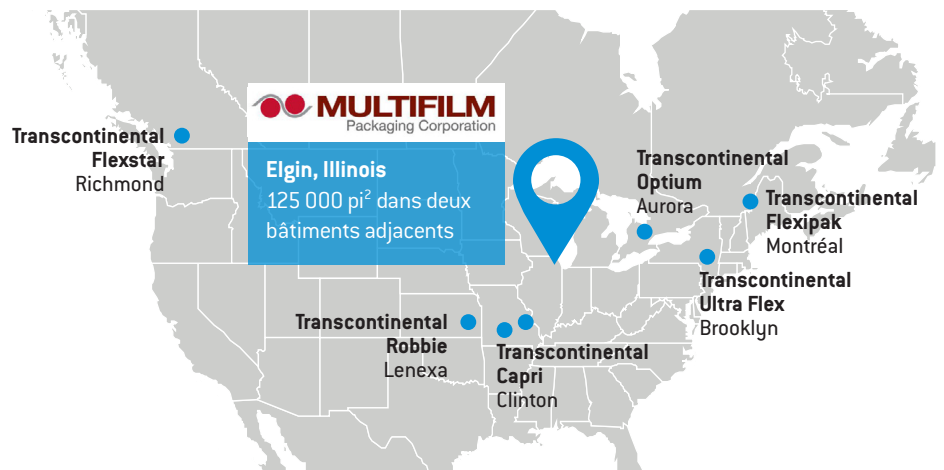 MULTIFILM
Packaging Corporation
Elgin, Illinois
125 000 pi² dans deux
bâtiments adjacents
Transcontinental
Flexstar
Richmond
Transcontinental
Optium
Aurora
Transcontinental
Flexipak
Montréal
Transcontinental
Ultra Flex
Brooklyn
Transcontinental
Robbie
Lenexa
Transcontinental
Capri
Clinton